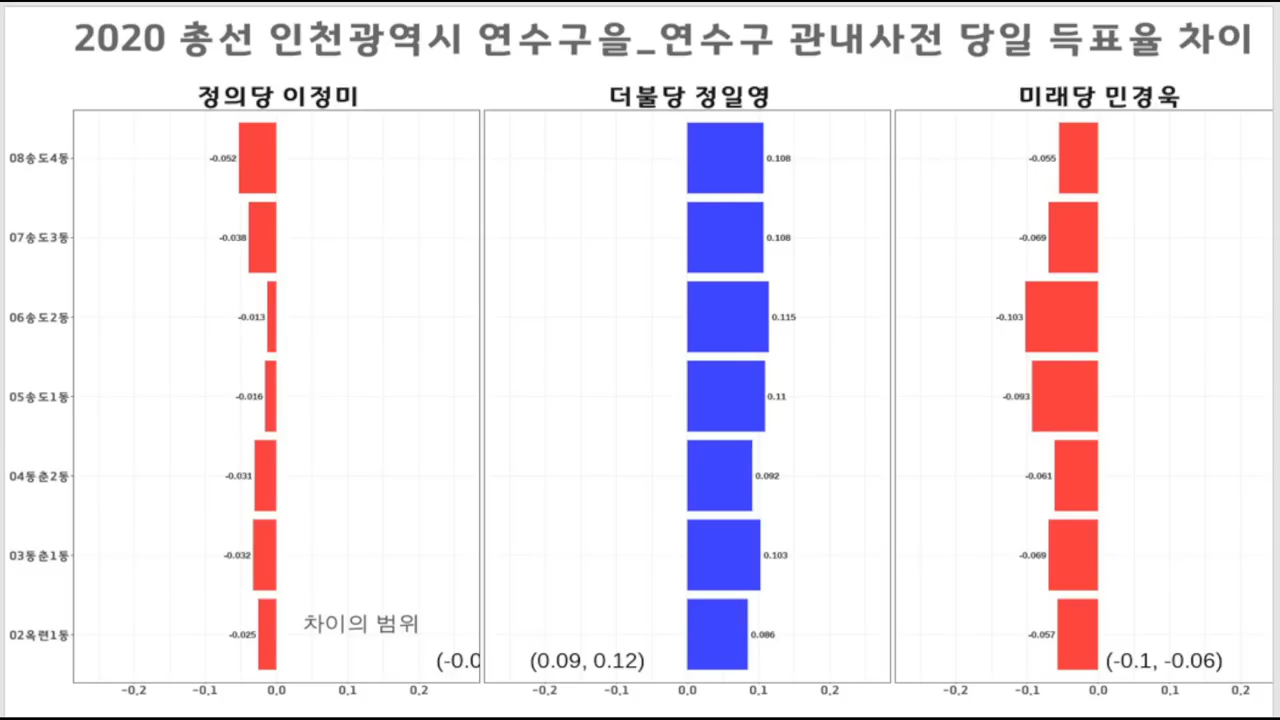 2020 총선 인천광역시 연수구을_연수구 관내사전 당일 득표율 차이
정의당 이정미 더불당 정일영 미래당 민경욱
08송도4동 -0.052 0.108 -0.055
07송도3동 -0.038 0.108 -0.069
06송도2동 -0.013 0.115 -0.103
05송도1동 -0.016 0.11 -0.093
04동춘2동 -0.031 0.092 -0.061
03동춘1동 -0.032 0.103 -0.069
차이의 범위
02옥련1동 -0.025 0.086 -0.057
(-0.0 (0.09, 0.12) (-0.1, -0.06)
-0.2 -0.1 0.0 0.1 0.2 -0.2 -0.1 0.0 0.1 0.2 -0.2 -0.1 0.0 0.1 0.2